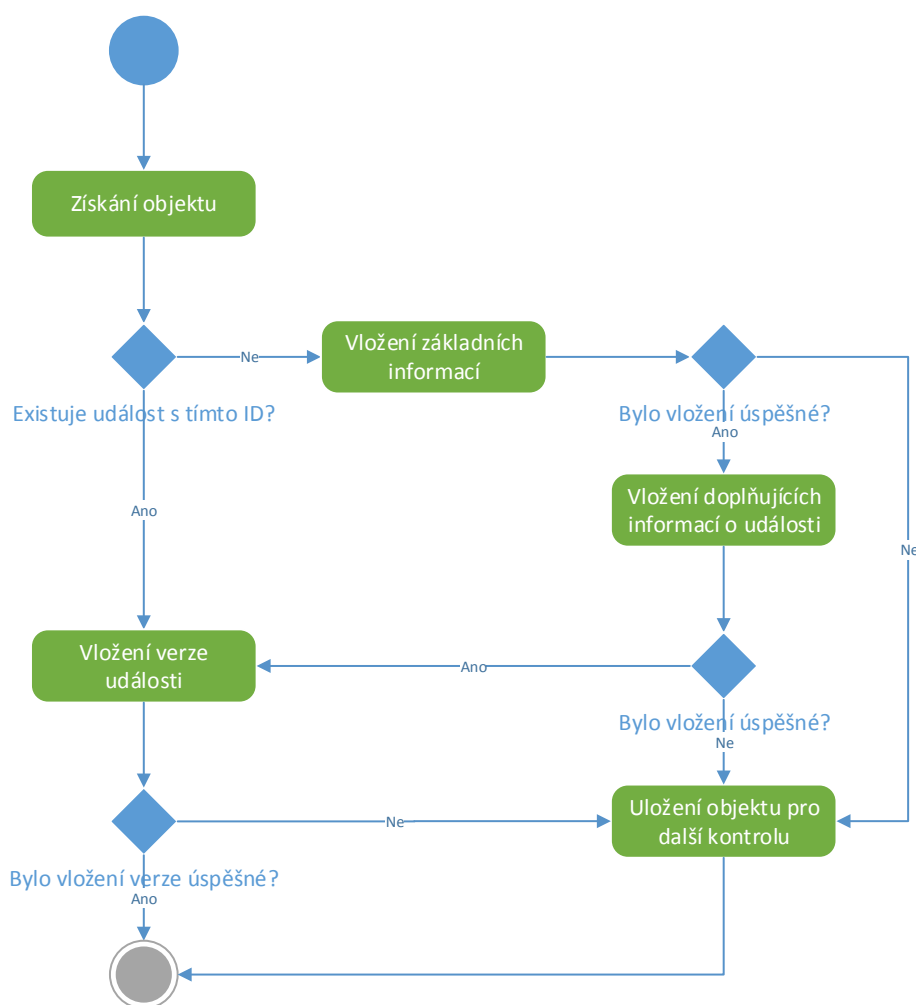 Získání objektu
Ne
Vložení základních
informací
Existuje událost s tímto ID?
Bylo vložení úspěšné?
Ano
Vložení doplňujících
informací o události
Ano
Ne
Vložení verze
události
Ano
Bylo vložení úspěšné?
Ne
Uložení objektu pro
další kontrolu
Ne
Bylo vložení verze úspěšné?
Ano